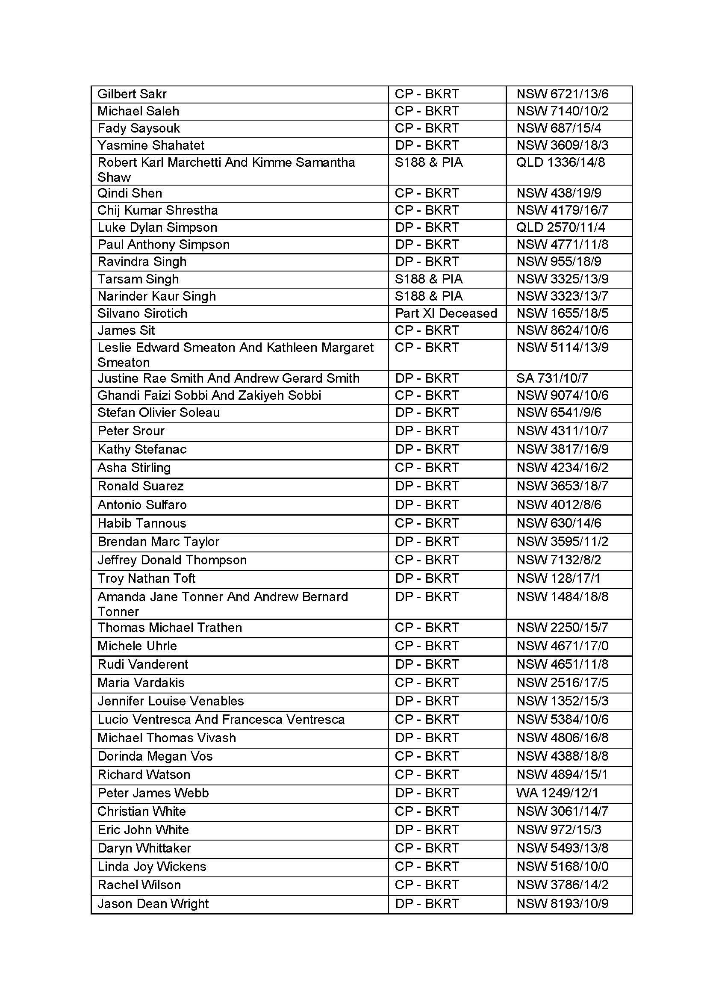 Gilbert Sakr CP - BKRT NSW 6721/13/6
Michael Saleh CP - BKRT NSW 7140/10/2
Fady Saysouk CP - BKRT NSW 687/15/4
Yasmine Shahatet DP - BKRT NSW 3609/18/3
Robert Karl Marchetti And Kimme Samantha S188 & PIA QLD 1336/14/8
Shaw
Qindi Shen CP - BKRT NSW 438/19/9
Chij Kumar Shrestha CP - BKRT NSW 4179/16/7
Luke Dylan Simpson DP - BKRT QLD 2570/11/4
Paul Anthony Simpson DP - BKRT NSW 4771/11/8
Ravindra Singh DP - BKRT NSW 955/18/9
Tarsam Singh S188 & PIA NSW 3325/13/9
Narinder Kaur Singh S188 & PIA NSW 3323/13/7
Silvano Sirotich Part XI Deceased NSW 1655/18/5
James Sit CP - BKRT NSW 8624/10/6
Leslie Edward Smeaton And Kathleen Margaret CP - BKRT NSW 5114/13/9
Smeaton
Justine Rae Smith And Andrew Gerard Smith DP - BKRT SA 731/10/7
Ghandi Faizi Sobbi And Zakiyeh Sobbi CP - BKRT NSW 9074/10/6
Stefan Olivier Soleau DP - BKRT NSW 6541/9/6
Peter Srour DP - BKRT NSW 4311/10/7
Kathy Stefanac DP - BKRT NSW 3817/16/9
Asha Stirling CP - BKRT NSW 4234/16/2
Ronald Suarez DP - BKRT NSW 3653/18/7
Antonio Sulfaro DP - BKRT NSW 4012/8/6
Habib Tannous CP - BKRT NSW 630/14/6
Brendan Marc Taylor DP - BKRT NSW 3595/11/2
Jeffrey Donald Thompson CP - BKRT NSW 7132/8/2
Troy Nathan Toft DP - BKRT NSW 128/17/1
Amanda Jane Tonner And Andrew Bernard DP - BKRT NSW 1484/18/8
Tonner
Thomas Michael Trathen CP - BKRT NSW 2250/15/7
Michele Uhrle CP - BKRT NSW 4671/17/0
Rudi Vanderent DP - BKRT NSW 4651/11/8
Maria Vardakis CP - BKRT NSW 2516/17/5
Jennifer Louise Venables DP - BKRT NSW 1352/15/3
Lucio Ventresca And Francesca Ventresca CP - BKRT NSW 5384/10/6
Michael Thomas Vivash DP - BKRT NSW 4806/16/8
Dorinda Megan Vos CP - BKRT NSW 4388/18/8
Richard Watson CP - BKRT NSW 4894/15/1
Peter James Webb DP - BKRT WA 1249/12/1
Christian White CP - BKRT NSW 3061/14/7
Eric John White DP - BKRT NSW 972/15/3
Daryn Whittaker CP - BKRT NSW 5493/13/8
Linda Joy Wickens CP - BKRT NSW 5168/10/0
Rachel Wilson CP - BKRT NSW 3786/14/2
Jason Dean Wright DP - BKRT NSW 8193/10/9